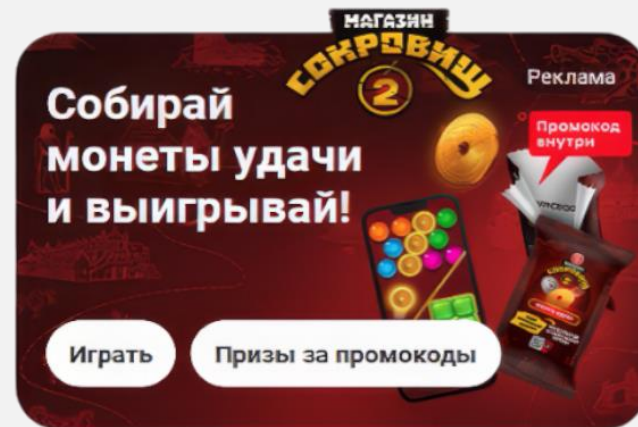 МАГАЗИН
СОКРОВИЩ
2
Реклама
Собирай
монеты удачи
и выигрывай!
Промокод
внутри
Играть
Призы за промокоды